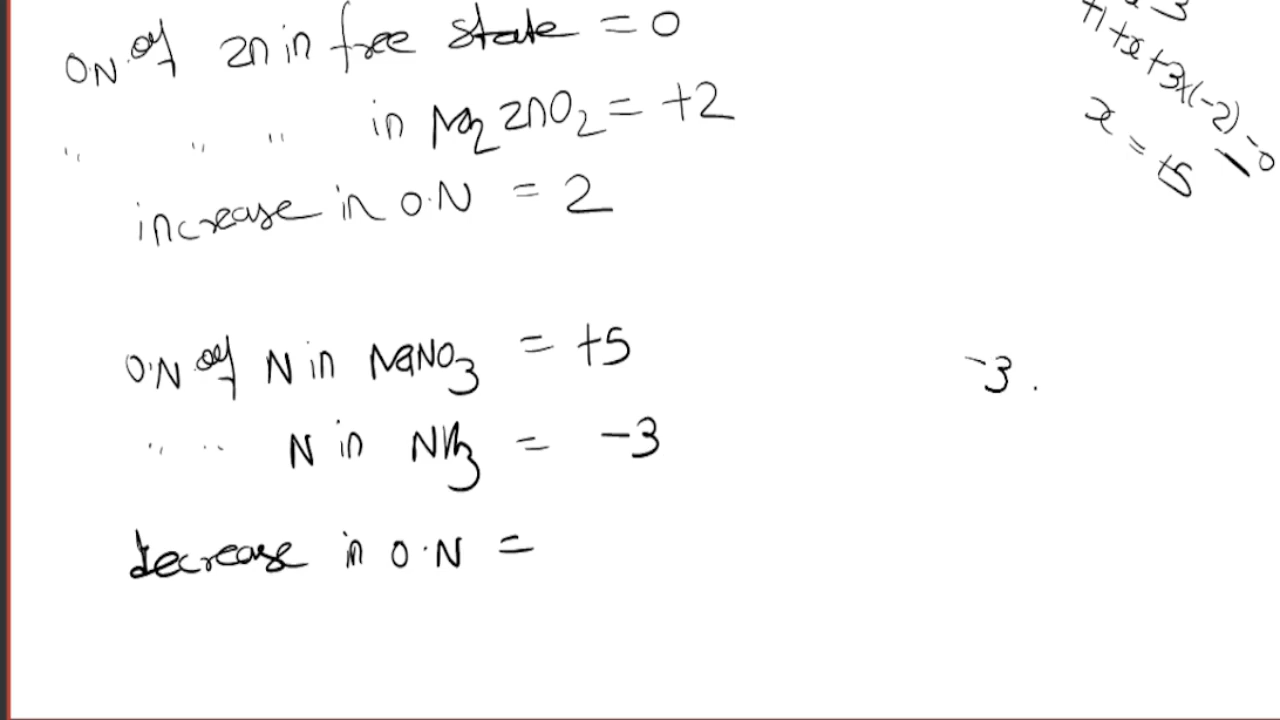 O.N. of Zn in free state = 0
" " " in Na2ZnO2 = +2
increase in O.N = 2
O.N of N in NaNO3 = +5
" " N in NH3 = -3
decrease in O.N =
3
+1+x+3x(-2)=0
x = +5
-3.